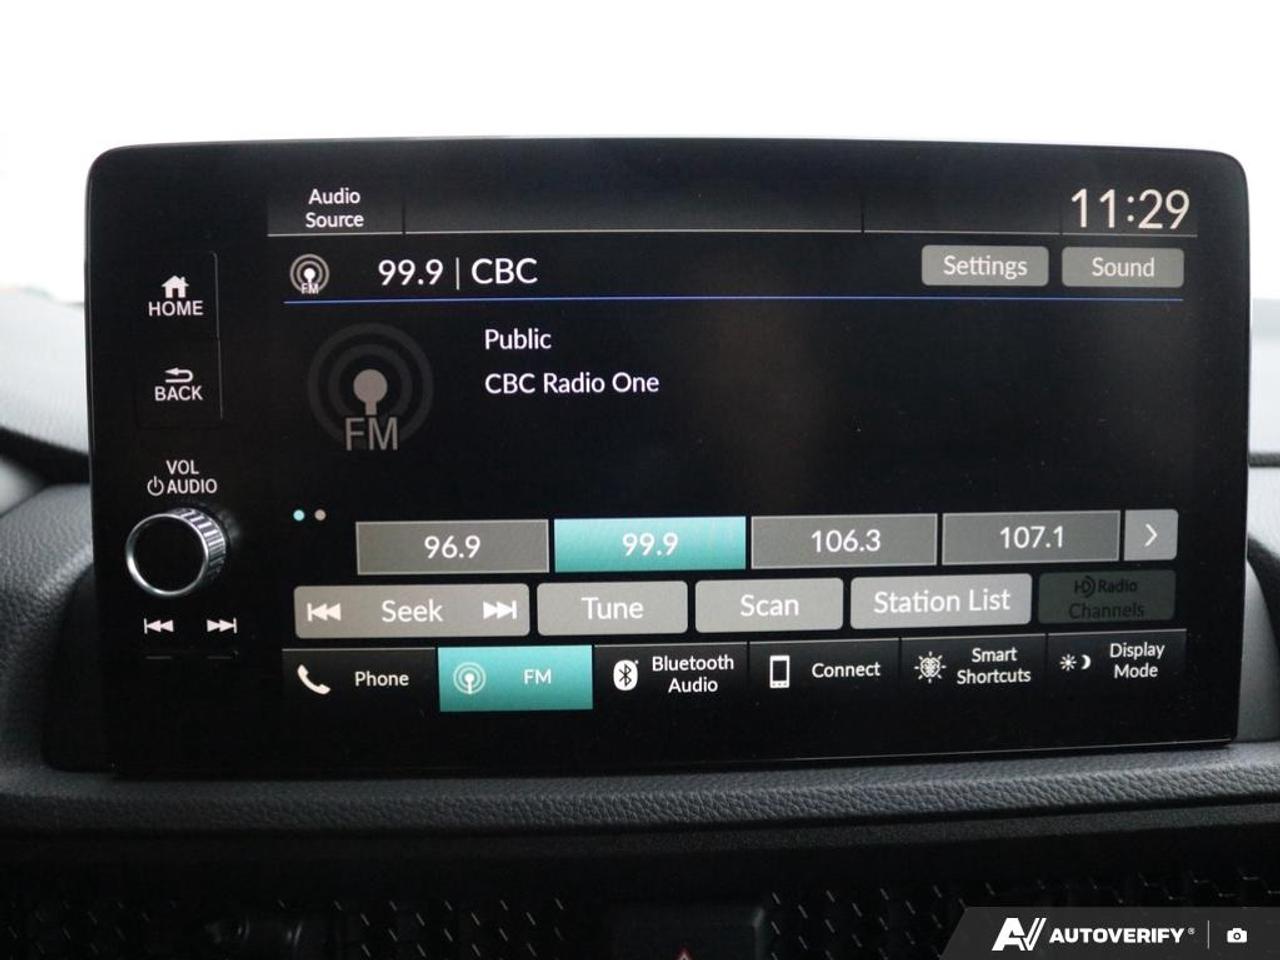 Audio
Source
11:29
FM
99.9 | CBC
Settings
Sound
HOME
Public
CBC Radio One
BACK
FM
VOL
AUDIO
96.9
99.9
106.3
107.1
Seek
Tune
Scan
Station List
HD Radio
Channels
Phone
FM
Bluetooth
Audio
Connect
Smart
Shortcuts
Display
Mode
AUTOVERIFY®